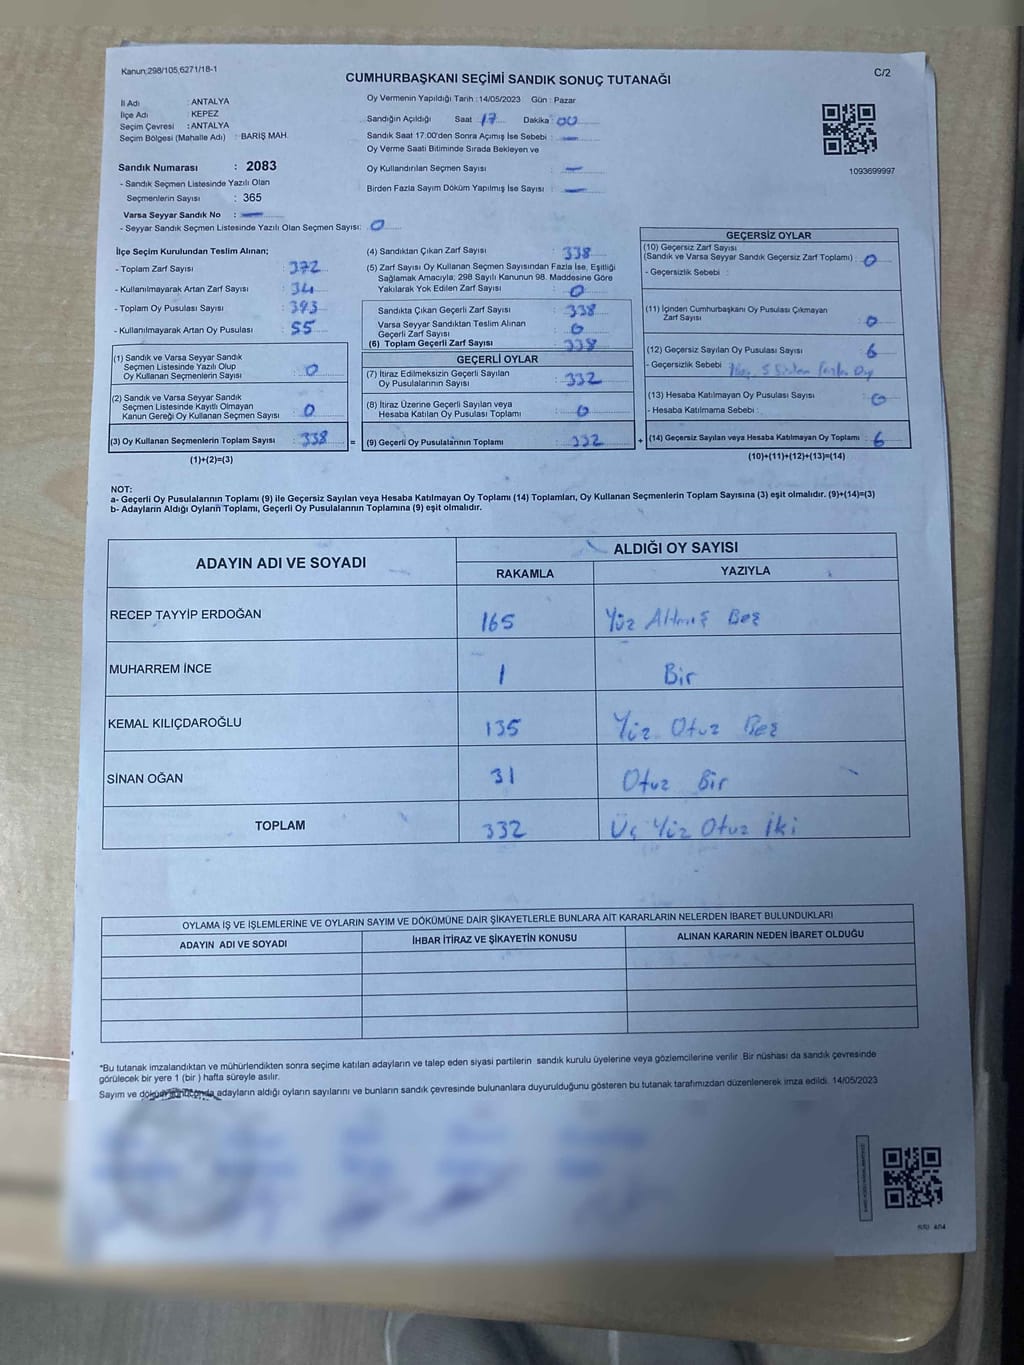 Kanun;298/105,6271/18-1
CUMHURBAŞKANI SEÇİMİ SANDIK SONUÇ TUTANAĞI
C/2
İl Adı : ANTALYA
İlçe Adı : KEPEZ
Seçim Çevresi : ANTALYA
Seçim Bölgesi (Mahalle Adı) : BARIŞ MAH.
Oy Vermenin Yapıldığı Tarih :14/05/2023 Gün : Pazar
Sandığın Açıldığı Saat 17 Dakika 00
Sandık Saat 17:00'den Sonra Açımış İse Sebebi : —
Oy Verme Saati Bitiminde Sırada Bekleyen ve
Oy Kullandırılan Seçmen Sayısı : —
Birden Fazla Sayım Döküm Yapılmış İse Sayısı : —
1093699997
Sandık Numarası : 2083
- Sandık Seçmen Listesinde Yazılı Olan
Seçmenlerin Sayısı : 365
Varsa Seyyar Sandık No : —
- Seyyar Sandık Seçmen Listesinde Yazılı Olan Seçmen Sayısı: 0
İlçe Seçim Kurulundan Teslim Alınan;
- Toplam Zarf Sayısı : 372
- Kullanılmayarak Artan Zarf Sayısı : 34
- Toplam Oy Pusulası Sayısı : 393
- Kullanılmayarak Artan Oy Pusulası : 55
(1) Sandık ve Varsa Seyyar Sandık
Seçmen Listesinde Yazılı Olup
Oy Kullanan Seçmenlerin Sayısı : 0
(2) Sandık ve Varsa Seyyar Sandık
Seçmen Listesinde Kayıtlı Olmayan
Kanun Gereği Oy Kullanan Seçmen Sayısı : 0
(3) Oy Kullanan Seçmenlerin Toplam Sayısı : 338 =
(1)+(2)=(3)
(4) Sandıktan Çıkan Zarf Sayısı : 338
(5) Zarf Sayısı Oy Kullanan Seçmen Sayısından Fazla İse, Eşitliği
Sağlamak Amacıyla; 298 Sayılı Kanunun 98. Maddesine Göre
Yakılarak Yok Edilen Zarf Sayısı : 0
Sandıkta Çıkan Geçerli Zarf Sayısı : 338
Varsa Seyyar Sandıktan Teslim Alınan
Geçerli Zarf Sayısı : 0
(6) Toplam Geçerli Zarf Sayısı : 338
GEÇERLİ OYLAR
(7) İtiraz Edilmeksizin Geçerli Sayılan
Oy Pusulalarının Sayısı : 332
(8) İtiraz Üzerine Geçerli Sayılan veya
Hesaba Katılan Oy Pusulası Toplamı : 0
(9) Geçerli Oy Pusulalarının Toplamı : 332 +
GEÇERSİZ OYLAR
(10) Geçersiz Zarf Sayısı
(Sandık ve Varsa Seyyar Sandık Geçersiz Zarf Toplamı) : 0
- Geçersizlik Sebebi :
(11) İçinden Cumhurbaşkanı Oy Pusulası Çıkmayan
Zarf Sayısı : 0
(12) Geçersiz Sayılan Oy Pusulası Sayısı : 6
- Geçersizlik Sebebi Fazla Oy
(13) Hesaba Katılmayan Oy Pusulası Sayısı : 0
- Hesaba Katılmama Sebebi :
(14) Geçersiz Sayılan veya Hesaba Katılmayan Oy Toplamı : 6
(10)+(11)+(12)+(13)=(14)
NOT:
a- Geçerli Oy Pusulalarının Toplamı (9) ile Geçersiz Sayılan veya Hesaba Katılmayan Oy Toplamı (14) Toplamları, Oy Kullanan Seçmenlerin Toplam Sayısına (3) eşit olmalıdır. (9)+(14)=(3)
b- Adayların Aldığı Oyların Toplamı, Geçerli Oy Pusulalarının Toplamına (9) eşit olmalıdır.
ADAYIN ADI VE SOYADI
ALDIĞI OY SAYISI
RAKAMLA YAZIYLA
RECEP TAYYİP ERDOĞAN 165 Yüz Altmış Beş
MUHARREM İNCE 1 Bir
KEMAL KILIÇDAROĞLU 135 Yüz Otuz Beş
SİNAN OĞAN 31 Otuz Bir
TOPLAM 332 Üç Yüz Otuz İki
OYLAMA İŞ VE İŞLEMLERİNE VE OYLARIN SAYIM VE DÖKÜMÜNE DAİR ŞİKAYETLERLE BUNLARA AİT KARARLARIN NELERDEN İBARET BULUNDUKLARI
ADAYIN ADI VE SOYADI İHBAR İTİRAZ VE ŞİKAYETİN KONUSU ALINAN KARARIN NEDEN İBARET OLDUĞU
*Bu tutanak imzalandıktan ve mühürlendikten sonra seçime katılan adayların ve talep eden siyasi partilerin sandık kurulu üyelerine veya gözlemcilerine verilir .Bir nüshası da sandık çevresinde
görülecek bir yere 1 (bir ) hafta süreyle asılır.
Sayım ve döküm sonucunda adayların aldığı oyların sayılarını ve bunların sandık çevresinde bulunanlara duyurulduğunu gösteren bu tutanak tarafımızdan düzenlenerek imza edildi. 14/05/2023